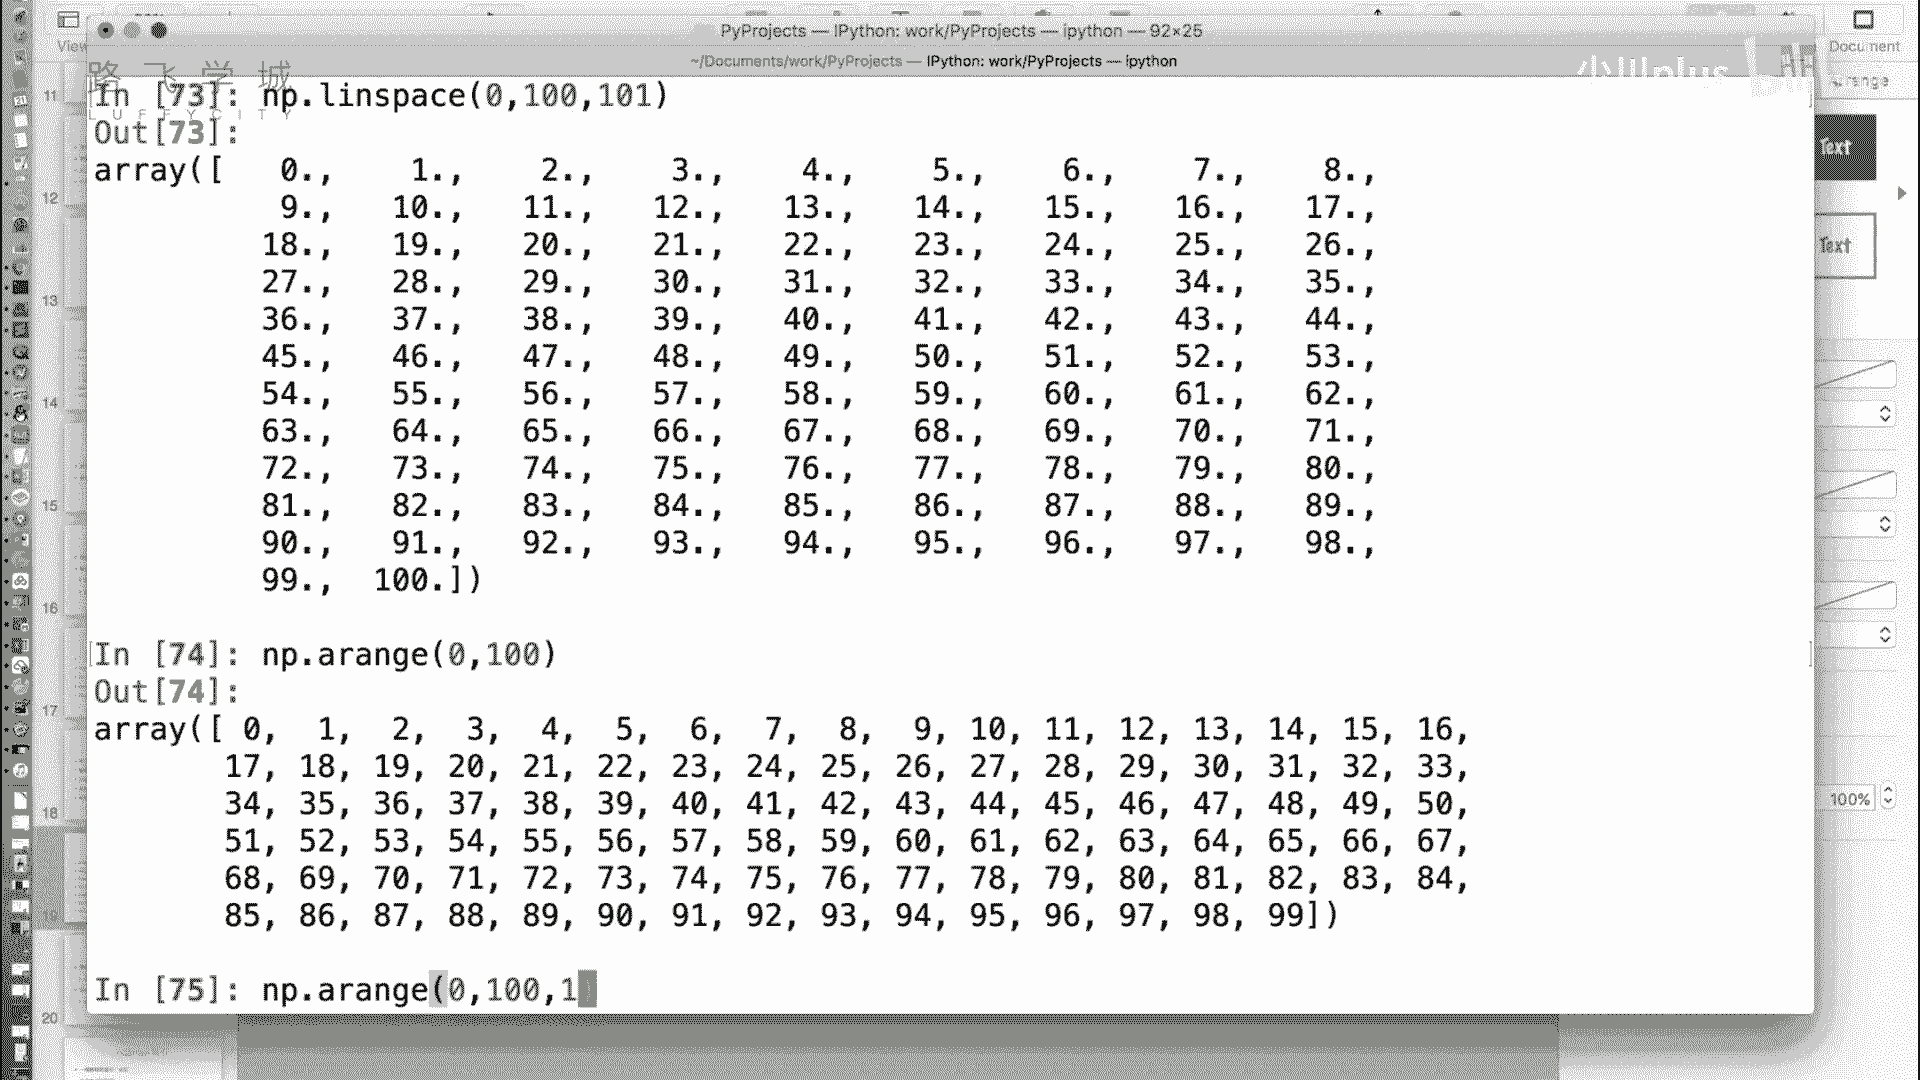 PyProjects — IPython: work/PyProjects — ipython — 92×25
~/Documents/work/PyProjects — IPython: work/PyProjects — ipython
View
Document
路飞学城
LUFFYCITY
In [73]: np.linspace(0,100,101)
Out[73]:
array([   0.,    1.,    2.,    3.,    4.,    5.,    6.,    7.,    8.,
9.,   10.,   11.,   12.,   13.,   14.,   15.,   16.,   17.,
18.,   19.,   20.,   21.,   22.,   23.,   24.,   25.,   26.,
27.,   28.,   29.,   30.,   31.,   32.,   33.,   34.,   35.,
36.,   37.,   38.,   39.,   40.,   41.,   42.,   43.,   44.,
45.,   46.,   47.,   48.,   49.,   50.,   51.,   52.,   53.,
54.,   55.,   56.,   57.,   58.,   59.,   60.,   61.,   62.,
63.,   64.,   65.,   66.,   67.,   68.,   69.,   70.,   71.,
72.,   73.,   74.,   75.,   76.,   77.,   78.,   79.,   80.,
81.,   82.,   83.,   84.,   85.,   86.,   87.,   88.,   89.,
90.,   91.,   92.,   93.,   94.,   95.,   96.,   97.,   98.,
99.,  100.])
In [74]: np.arange(0,100)
Out[74]:
array([ 0,  1,  2,  3,  4,  5,  6,  7,  8,  9, 10, 11, 12, 13, 14, 15, 16,
17, 18, 19, 20, 21, 22, 23, 24, 25, 26, 27, 28, 29, 30, 31, 32, 33,
34, 35, 36, 37, 38, 39, 40, 41, 42, 43, 44, 45, 46, 47, 48, 49, 50,
51, 52, 53, 54, 55, 56, 57, 58, 59, 60, 61, 62, 63, 64, 65, 66, 67,
68, 69, 70, 71, 72, 73, 74, 75, 76, 77, 78, 79, 80, 81, 82, 83, 84,
85, 86, 87, 88, 89, 90, 91, 92, 93, 94, 95, 96, 97, 98, 99])
In [75]: np.arange(0,100,1
11
12
13
14
15
16
17
18
19
20
Text
Text
100%